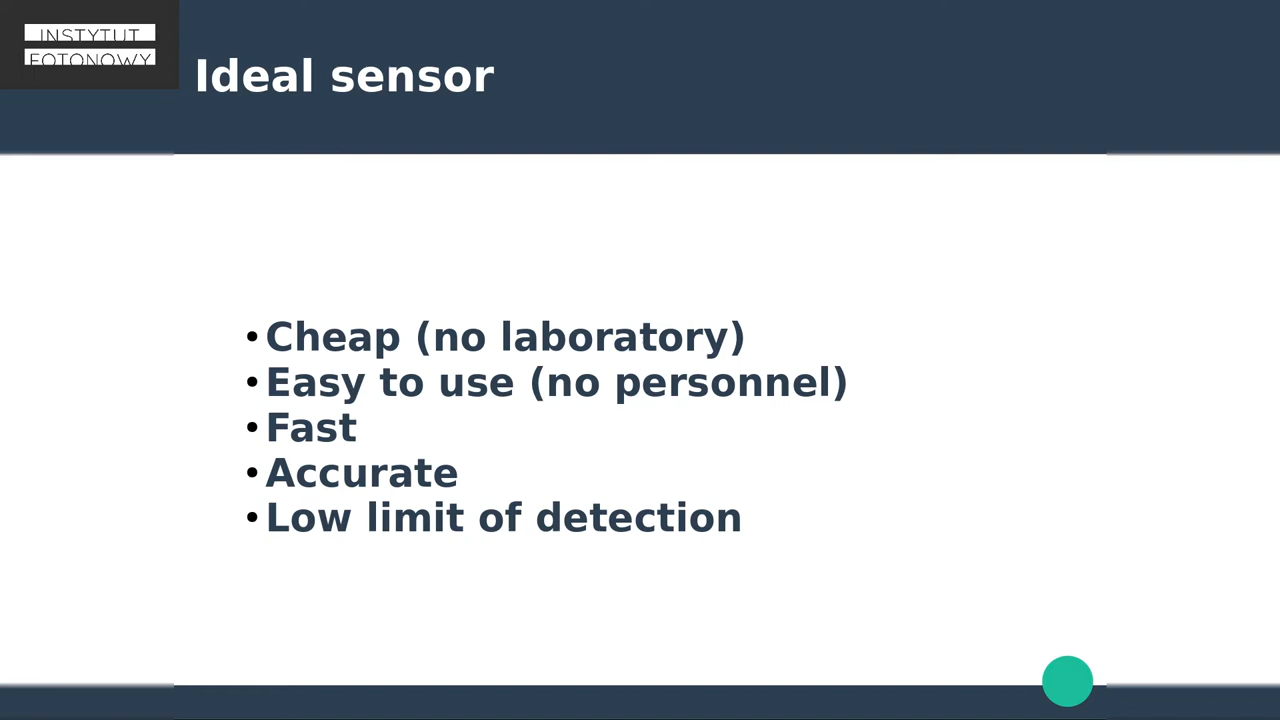 INSTYTUT
FOTONOWY
Ideal sensor
• Cheap (no laboratory)
• Easy to use (no personnel)
• Fast
• Accurate
• Low limit of detection